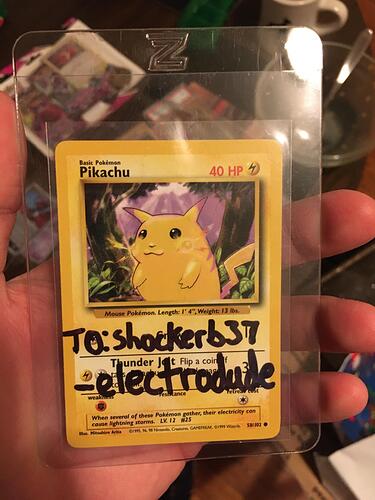 Z
Basic Pokémon
Pikachu
40 HP
Mouse Pokémon. Length: 1' 4", Weight: 13 lbs.
TO: shockerb37
Thunder Jolt Flip a coin. If
-electrodude
weakness
resistance
retreat cost
When several of these Pokémon gather, their electricity can
cause lightning storms. LV. 12 #25
Illus. Mitsuhiro Arita
©1995, 96, 98 Nintendo, Creatures, GAMEFREAK. ©1999 Wizards.
58/102